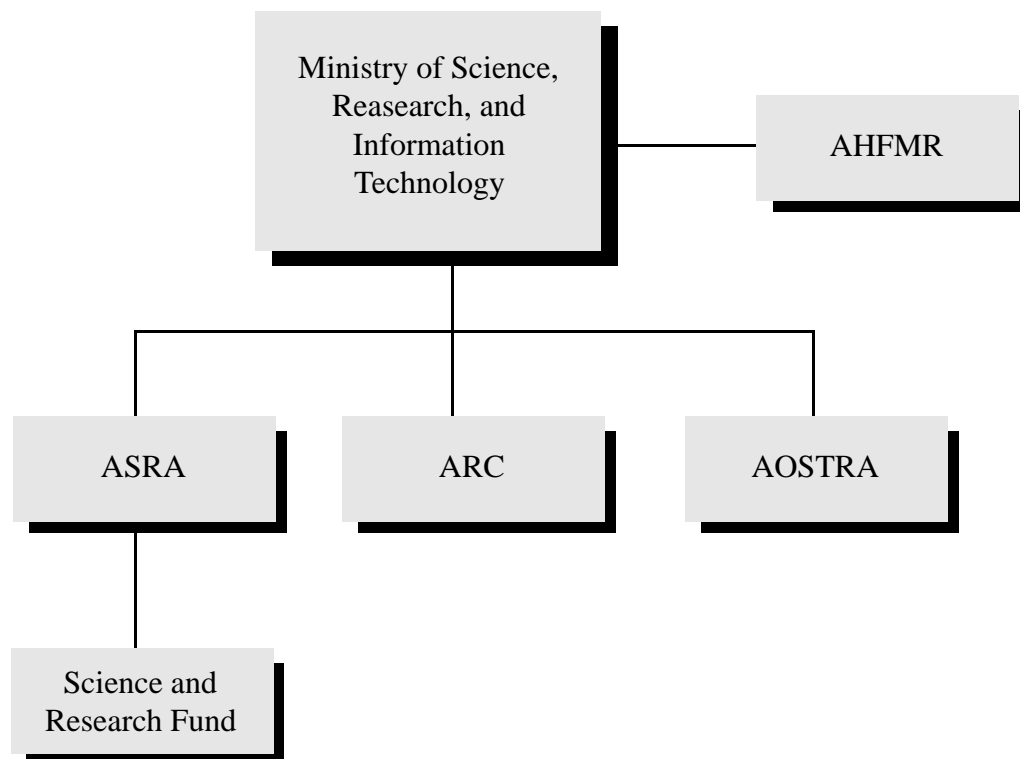 Ministry of Science,
Reasearch, and
Information
Technology
AHFMR
ASRA
ARC
AOSTRA
Science and
Research Fund